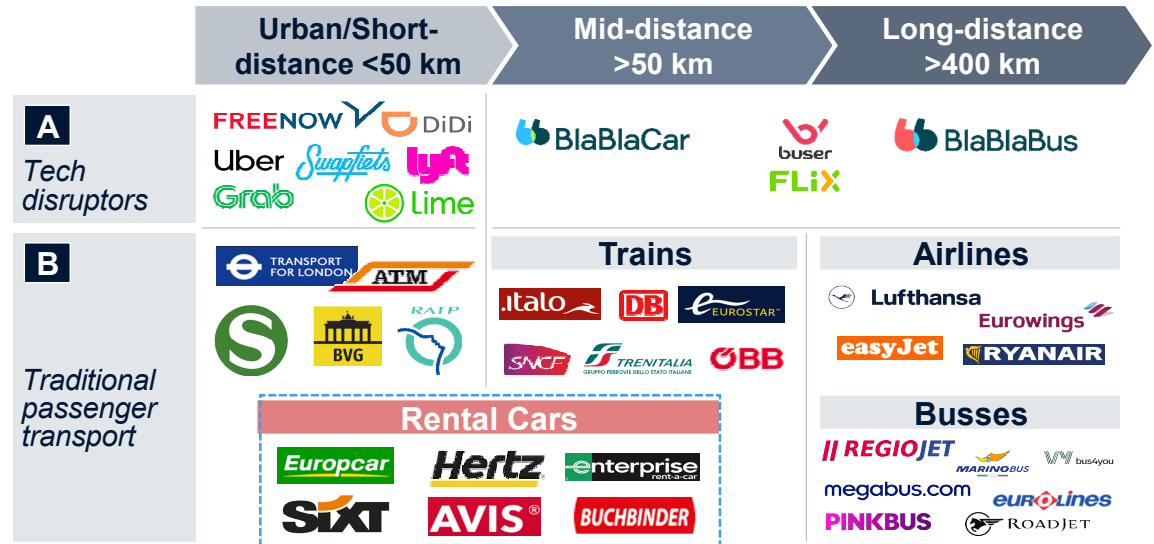 Urban/Short-
distance <50 km
Mid-distance
>50 km
Long-distance
>400 km
A
Tech
disruptors
FREENOW
DiDi
Uber
Swapfiets
lyft
Grab
Lime
BlaBlaCar
buser
FLiX
BlaBlaBus
B
Traditional
passenger
transport
TRANSPORT
FOR LONDON
ATM
S
BVG
RATP
Trains
.italo
DB
EUROSTAR™
SNCF
TRENITALIA
GRUPPO FERROVIE DELLO STATO ITALIANE
ÖBB
Airlines
Lufthansa
Eurowings
easyJet
RYANAIR
Rental Cars
Europcar
Hertz
enterprise
rent-a-car
SIXT
AVIS®
BUCHBINDER
Busses
REGIOJET
MARINOBUS
bus4you
megabus.com
EUROLINES
PINKBUS
ROADJET